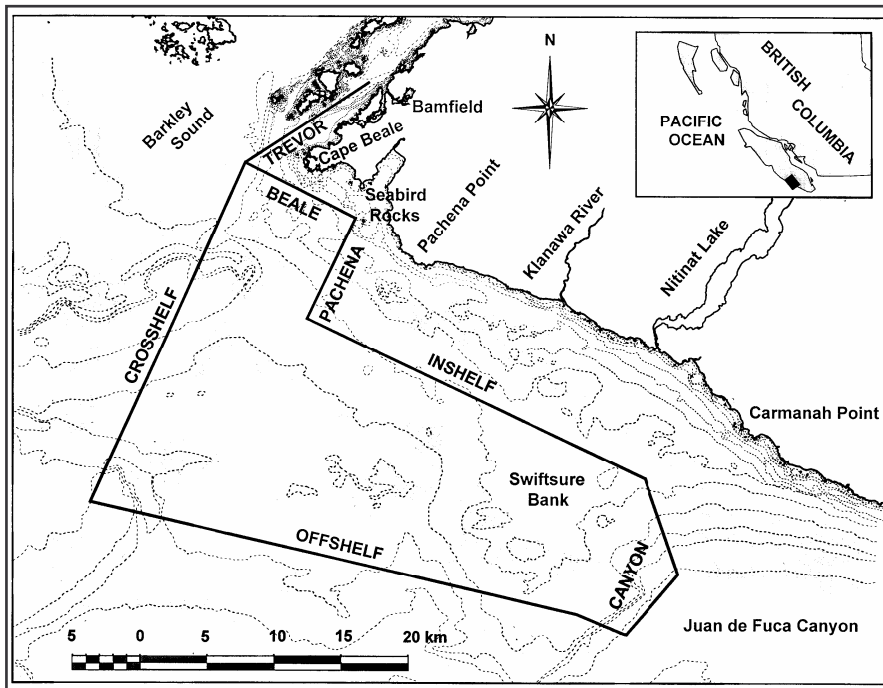 N
BRITISH
COLUMBIA
PACIFIC
OCEAN
Barkley
Sound
TREVOR
Bamfield
Cape Beale
BEALE
Seabird
Rocks
Pachena Point
Klanawa River
Nitinat Lake
PACHENA
CROSSHELF
INSHELF
Carmanah Point
Swiftsure
Bank
OFFSHELF
CANYON
Juan de Fuca Canyon
5 0 5 10 15 20 km